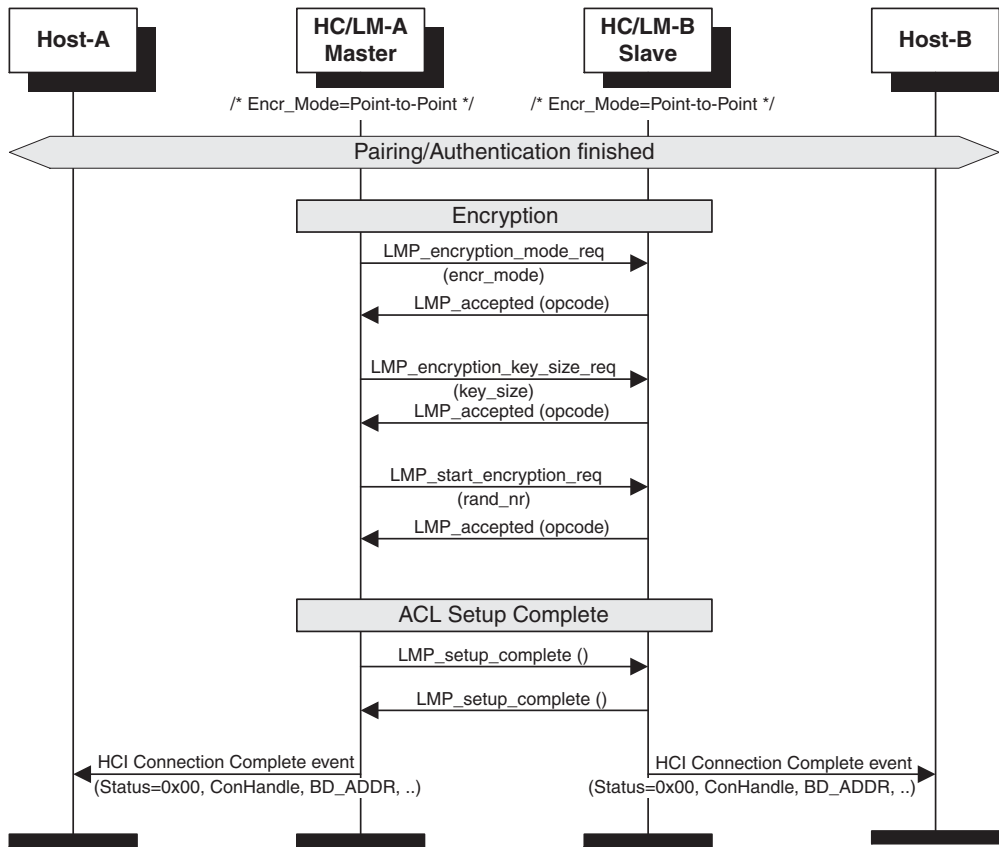 Host-A
HC/LM-A
Master
HC/LM-B
Slave
Host-B
/* Encr_Mode=Point-to-Point */
/* Encr_Mode=Point-to-Point */
Pairing/Authentication finished
Encryption
LMP_encryption_mode_req
(encr_mode)
LMP_accepted (opcode)
LMP_encryption_key_size_req
(key_size)
LMP_accepted (opcode)
LMP_start_encryption_req
(rand_nr)
LMP_accepted (opcode)
ACL Setup Complete
LMP_setup_complete ()
LMP_setup_complete ()
HCI Connection Complete event
(Status=0x00, ConHandle, BD_ADDR, ..)
HCI Connection Complete event
(Status=0x00, ConHandle, BD_ADDR, ..)